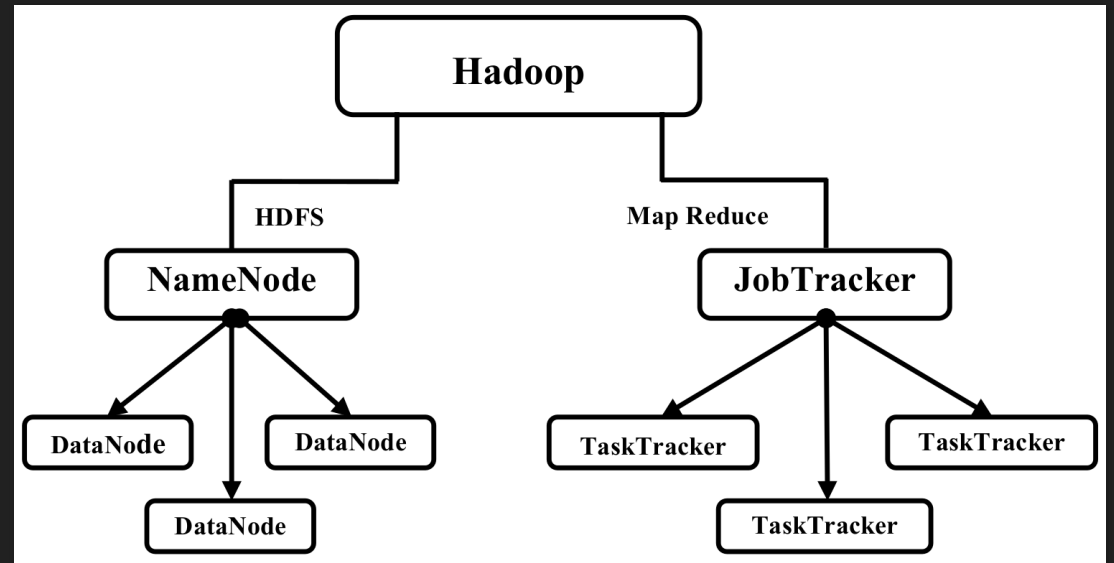 Hadoop
HDFS
Map Reduce
NameNode
JobTracker
DataNode
DataNode
TaskTracker
TaskTracker
DataNode
TaskTracker